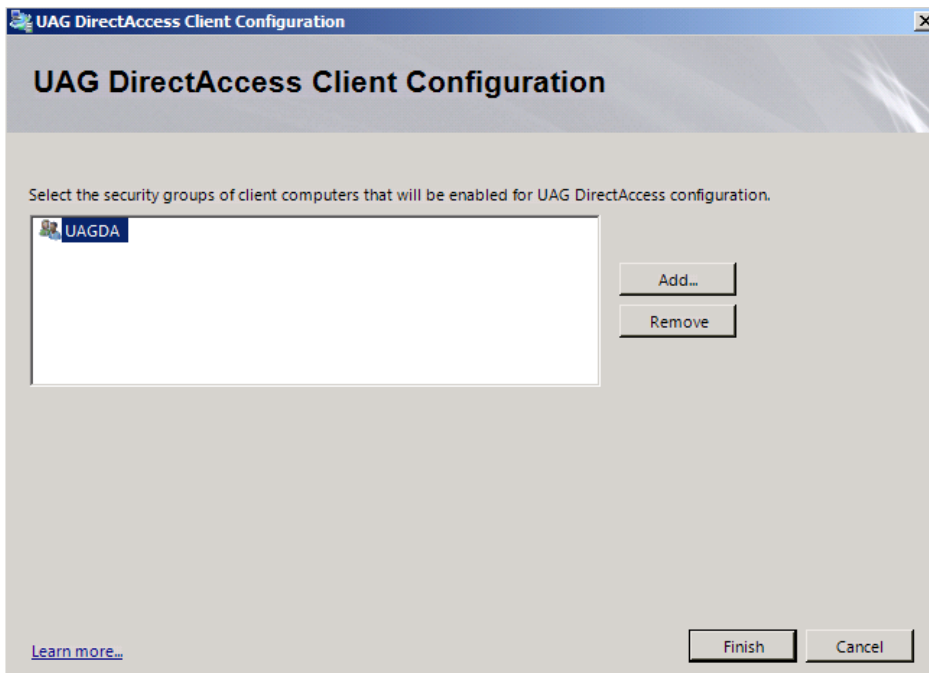 UAG DirectAccess Client Configuration
UAG DirectAccess Client Configuration
Select the security groups of client computers that will be enabled for UAG DirectAccess configuration.
UAGDA
Add...
Remove
Learn more...
Finish
Cancel